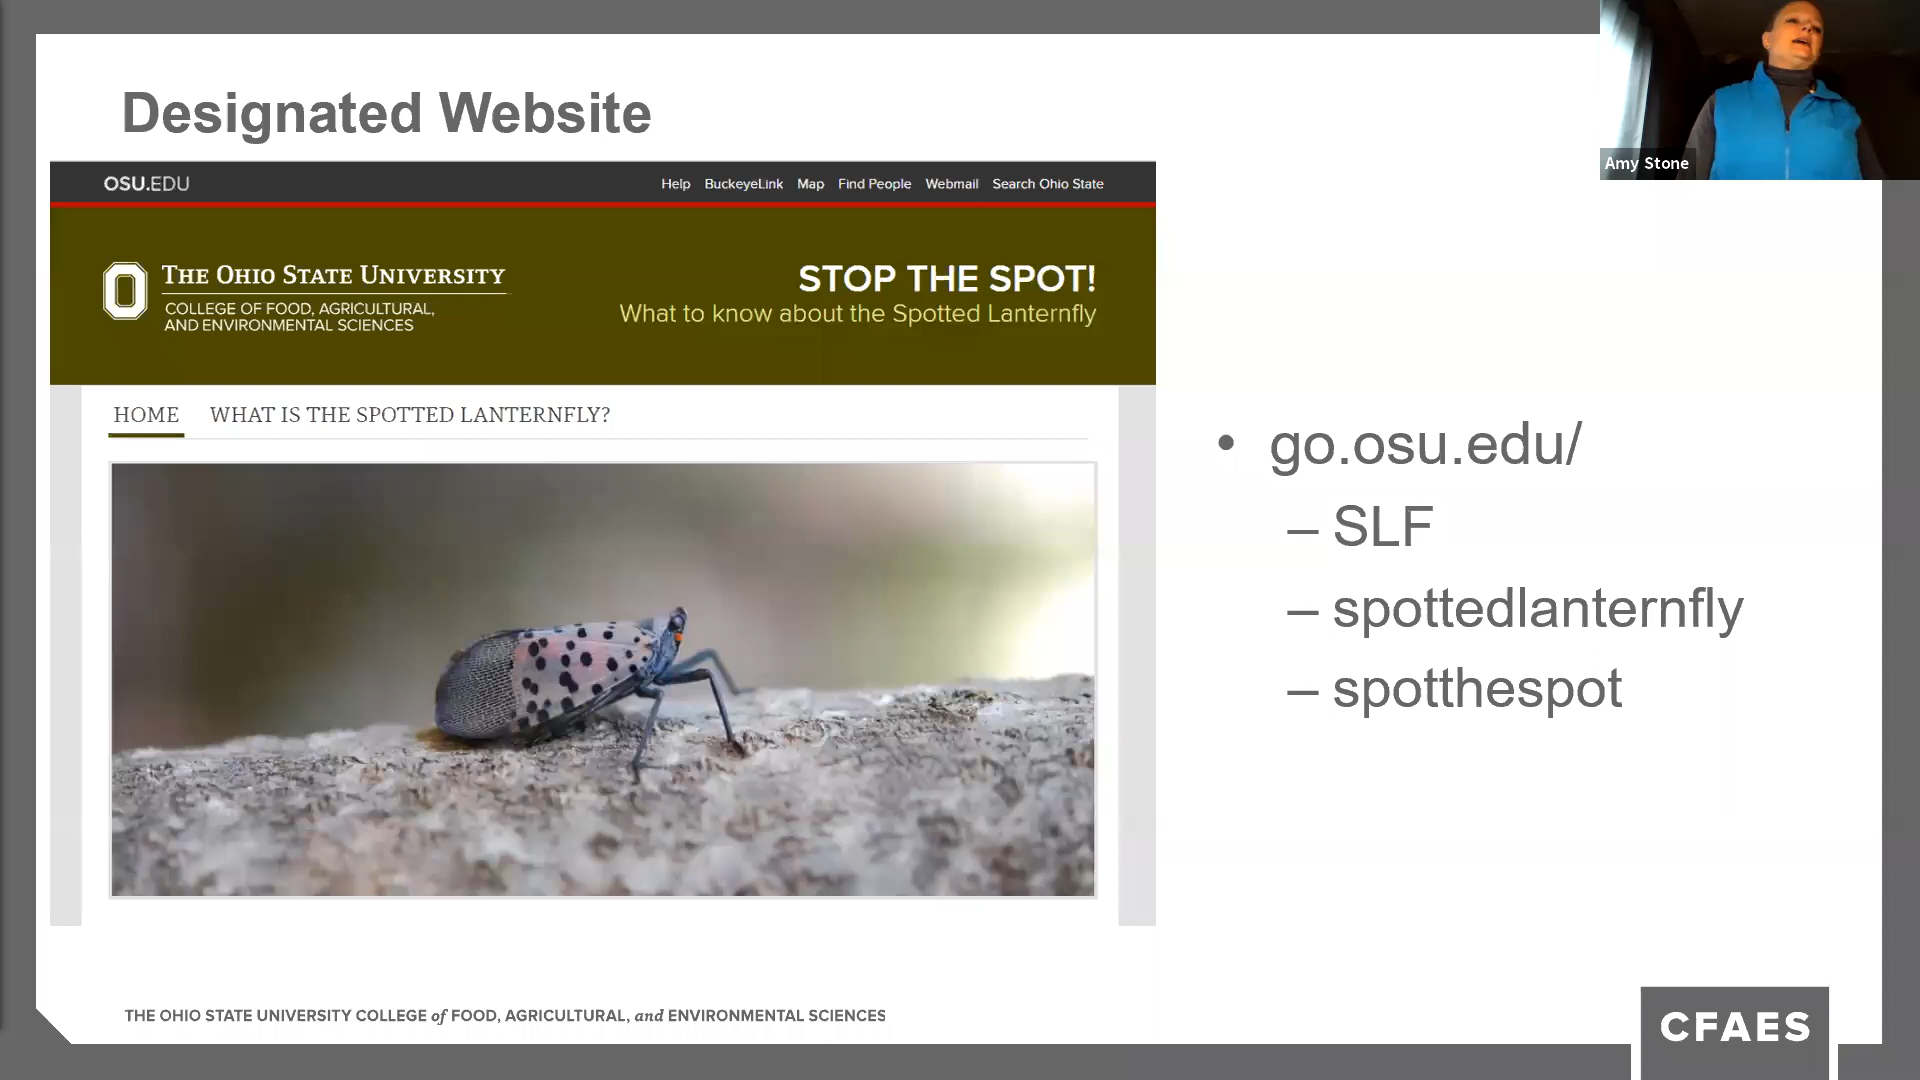 Designated Website
Amy Stone
OSU.EDU
Help BuckeyeLink Map Find People Webmail Search Ohio State
THE OHIO STATE UNIVERSITY
COLLEGE OF FOOD, AGRICULTURAL,
AND ENVIRONMENTAL SCIENCES
STOP THE SPOT!
What to know about the Spotted Lanternfly
HOME WHAT IS THE SPOTTED LANTERNFLY?
• go.osu.edu/
– SLF
– spottedlanternfly
– spotthespot
THE OHIO STATE UNIVERSITY COLLEGE of FOOD, AGRICULTURAL, and ENVIRONMENTAL SCIENCES
CFAES